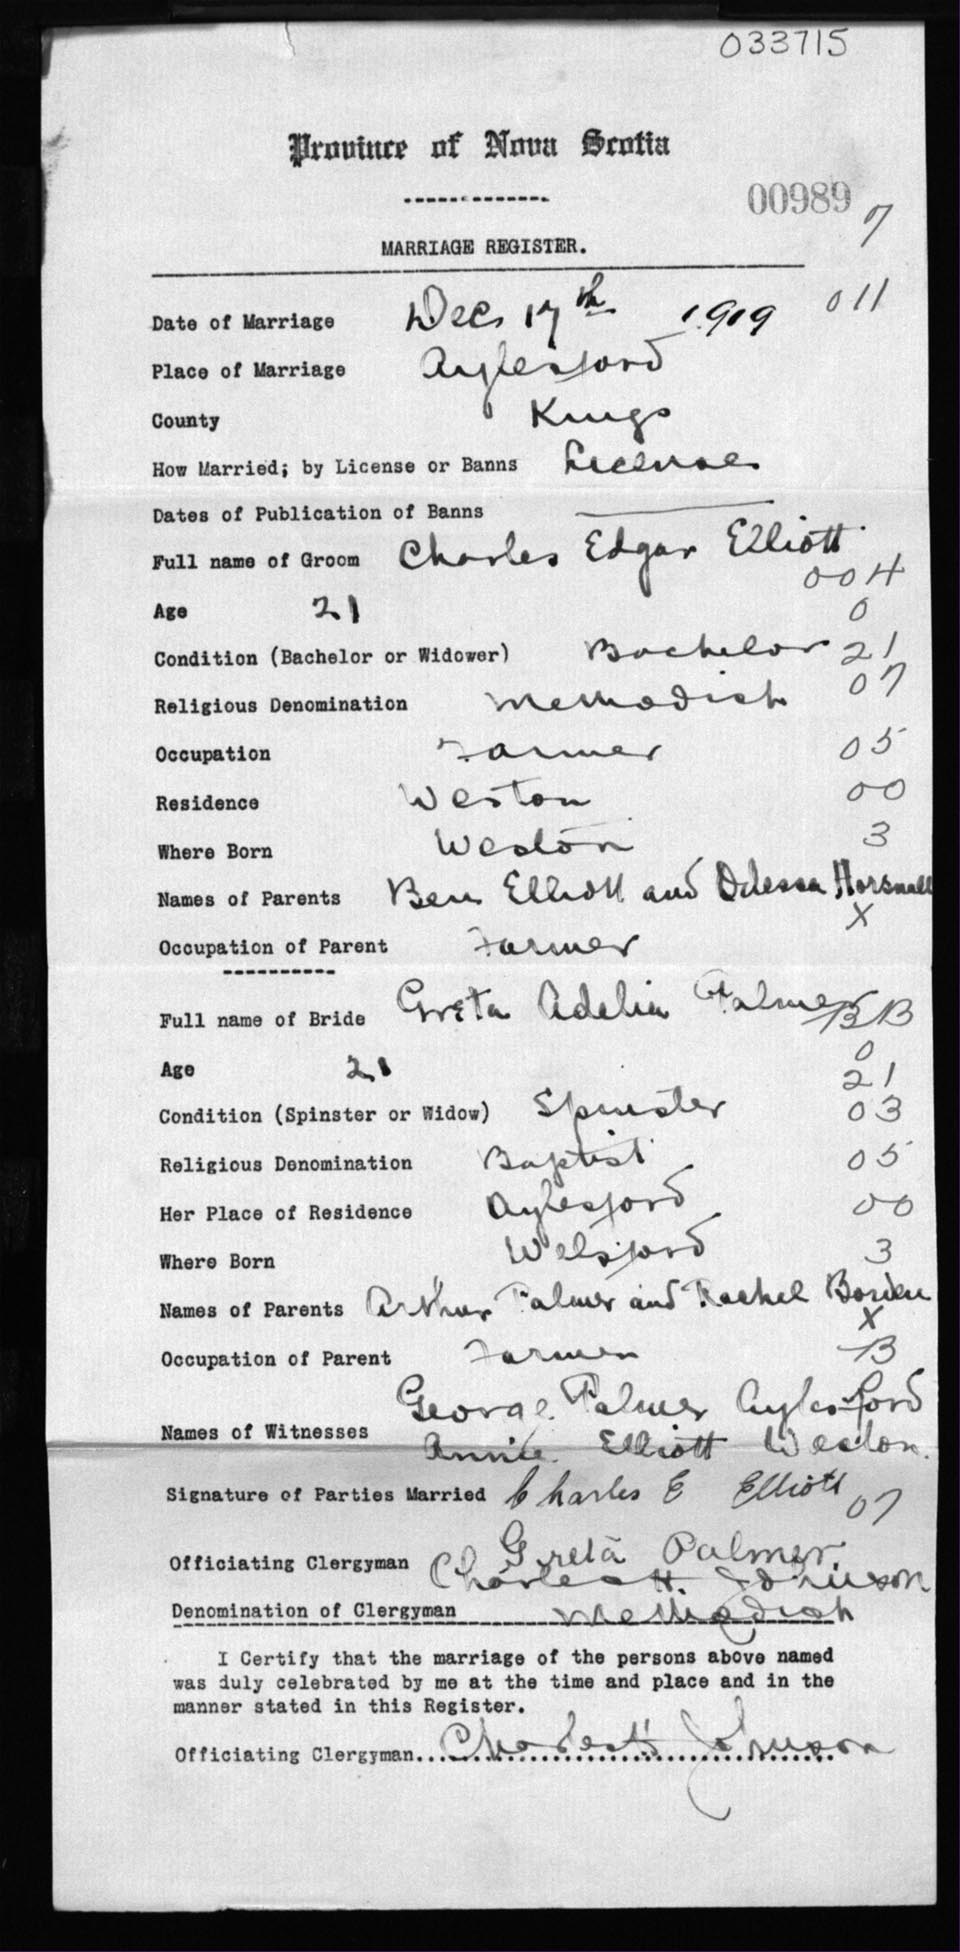 033715
Province of Nova Scotia
00989 7
MARRIAGE REGISTER.
011
Date of Marriage Dec 17th 1919
Place of Marriage Aylesford
County Kings
How Married; by License or Banns License
Dates of Publication of Banns
Full name of Groom Charles Edgar Elliott
004
Age 21 0
Condition (Bachelor or Widower) Bachelor 21
Religious Denomination Methodist 07
Occupation Farmer 05
Residence Weston 00
Where Born Weston 3
Names of Parents Ben Elliott and Odessa Horsnall
X
Occupation of Parent Farmer
Full name of Bride Greta Adelia Palmer BB
0
Age 21 21
Condition (Spinster or Widow) Spinster 03
Religious Denomination Baptist 05
Her Place of Residence Aylesford 00
Where Born Welsford 3
Names of Parents Arthur Palmer and Rachel Borden
X
Occupation of Parent Farmer B
George Palmer Aylesford
Names of Witnesses
Annie Elliott Weston.
Signature of Parties Married Charles E Elliott 07
Greta Palmer.
Officiating Clergyman Charles H. Johnson
Denomination of Clergyman Methodist
I Certify that the marriage of the persons above named
was duly celebrated by me at the time and place and in the
manner stated in this Register.
Officiating Clergyman Charles H Johnson